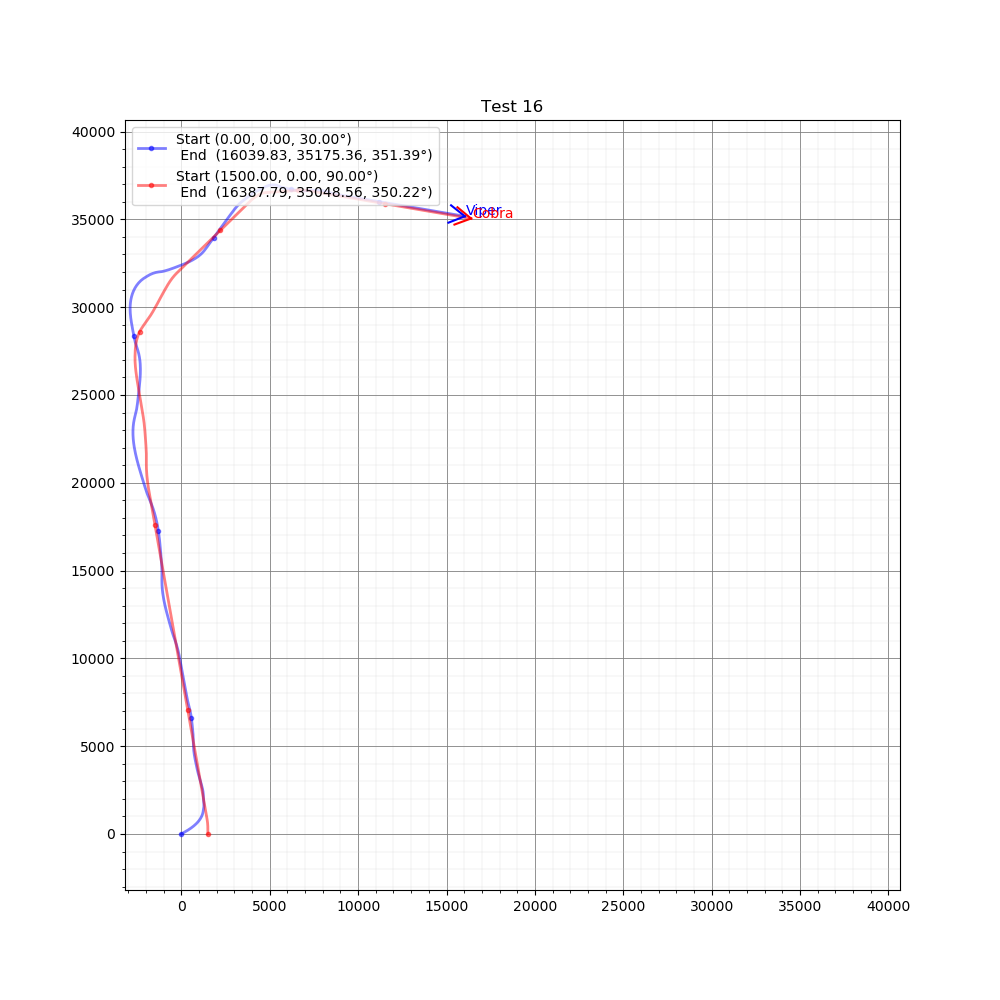 Test 16
Start (0.00, 0.00, 30.00°)
End (16039.83, 35175.36, 351.39°)
Start (1500.00, 0.00, 90.00°)
End (16387.79, 35048.56, 350.22°)
Viper
Cobra
40000
35000
30000
25000
20000
15000
10000
5000
0
0
5000
10000
15000
20000
25000
30000
35000
40000